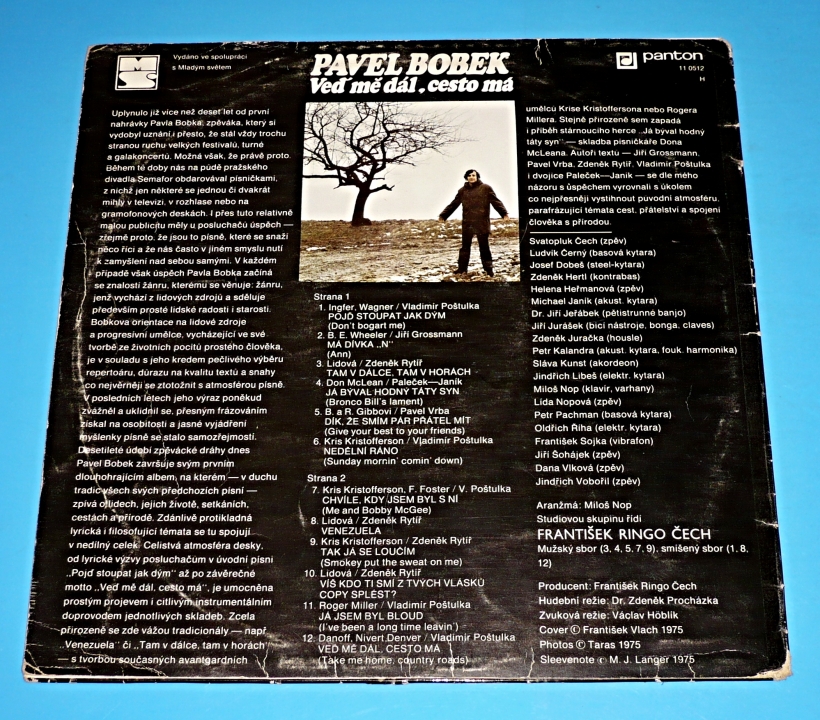 MS
Vydáno ve spolupráci
s Mladým světem
PAVEL BOBEK
Veď mě dál, cesto má
panton
11 0512
H
Uplynulo již více než deset let od první
nahrávky Pavla Bobka, zpěváka, který si
vydobyl uznání i přesto, že stál vždy trochu
stranou ruchu velkých festivalů, turné
a galakoncertů. Možná však, že právě proto.
Během té doby nás na půdě pražského
divadla Semafor obdarovával písničkami,
z nichž jen některé se jednou či dvakrát
mihly v televizi, v rozhlase nebo na
gramofonových deskách. I přes tuto relativně
malou publicitu měly u posluchačů úspěch —
zřejmě proto, že jsou to písně, které se snaží
něco říci a že nás často v jiném smyslu nutí
k zamyšlení nad sebou samými. V každém
případě však úspěch Pavla Bobka začíná
se znalostí žánru, kterému se věnuje: žánru,
jenž vychází z lidových zdrojů a sděluje
především prosté lidské radosti i starosti.
Bobkova orientace na lidové zdroje
a progresivní umělce, vycházející ve své
tvorbě ze životních pocitů prostého člověka,
je v souladu s jeho kredem pečlivého výběru
repertoáru, důrazu na kvalitu textů a snahy
co nejvěrněji se ztotožnit s atmosférou písně.
V posledních letech jeho výraz poněkud
zvážněl a uklidnil se, přesným frázováním
získal na osobitosti a jasné vyjádření
myšlenky písně se stalo samozřejmostí.
Desetileté údobí zpěvácké dráhy dnes
Pavel Bobek završuje svým prvním
dlouhohrajícím albem, na kterém — v duchu
tradic všech svých předchozích písní —
zpívá o lidech, jejich životě, setkáních,
cestách a přírodě. Zdánlivě protikladná
lyrická i filosofující témata se tu spojují
v nedílný celek. Celistvá atmosféra desky,
od lyrické výzvy posluchačům v úvodní písni
„Pojď stoupat jak dým" až po závěrečné
motto „Veď mě dál, cesto má", je umocněna
prostým projevem i citlivým instrumentálním
doprovodem jednotlivých skladeb. Zcela
přirozeně se zde vážou tradicionály — např.
„Venezuela" či „Tam v dálce, tam v horách"
— s tvorbou současných avantgardních
Strana 1
1. Ingfer, Wagner / Vladimír Poštulka
POJĎ STOUPAT JAK DÝM
(Don't bogart me)
2. B. E. Wheeler / Jiří Grossmann
MÁ DÍVKA „N"
(Ann)
3. Lidová / Zdeněk Rytíř
TAM V DÁLCE, TAM V HORÁCH
4. Don McLean / Paleček—Janík
JÁ BÝVAL HODNÝ TÁTY SYN
(Bronco Bill's lament)
5. B. a R. Gibbovi / Pavel Vrba
DÍK, ŽE SMÍM PÁR PŘÁTEL MÍT
(Give your best to your friends)
6. Kris Kristofferson / Vladimír Poštulka
NEDĚLNÍ RÁNO
(Sunday mornin' comin' down)
Strana 2
7. Kris Kristofferson, F. Foster / V. Poštulka
CHVÍLE, KDY JSEM BYL S NÍ
(Me and Bobby McGee)
8. Lidová / Zdeněk Rytíř
VENEZUELA
9. Kris Kristofferson / Zdeněk Rytíř
TAK JÁ SE LOUČÍM
(Smokey put the sweat on me)
10. Lidová / Zdeněk Rytíř
VÍŠ KDO TI SMÍ Z TVÝCH VLÁSKŮ
COPY SPLÉST?
11. Roger Miller / Vladimír Poštulka
JÁ JSEM BYL BLOUD
(I've been a long time leavin')
12. Danoff, Nivert, Denver / Vladimír Poštulka
VEĎ MĚ DÁL, CESTO MÁ
(Take me home, country roads)
umělců Krise Kristoffersona nebo Rogera
Millera. Stejně přirozeně sem zapadá
i příběh stárnoucího herce „Já býval hodný
táty syn" — skladba písničkáře Dona
McLeana. Autoři textů — Jiří Grossmann,
Pavel Vrba, Zdeněk Rytíř, Vladimír Poštulka
i dvojice Paleček—Janík — se dle mého
názoru s úspěchem vyrovnali s úkolem
co nejpřesněji vystihnout původní atmosféru,
parafrázující témata cest, přátelství a spojení
člověka s přírodou.
Svatopluk Čech (zpěv)
Ludvík Černý (basová kytara)
Josef Dobeš (steel-kytara)
Zdeněk Hertl (kontrabas)
Helena Heřmanová (zpěv)
Michael Janík (akust. kytara)
Dr. Jiří Jeřábek (pětistrunné banjo)
Jiří Jurášek (bicí nástroje, bonga, claves)
Zdeněk Juračka (housle)
Petr Kalandra (akust. kytara, fouk. harmonika)
Sláva Kunst (akordeon)
Jindřich Libeš (elektr. kytara)
Miloš Nop (klavír, varhany)
Lída Nopová (zpěv)
Petr Pachman (basová kytara)
Oldřich Říha (elektr. kytara)
František Sojka (vibrafon)
Jiří Šohájek (zpěv)
Dana Vlková (zpěv)
Jindřich Vobořil (zpěv)
Aranžmá: Miloš Nop
Studiovou skupinu řídí
FRANTIŠEK RINGO ČECH
Mužský sbor (3, 4, 5, 7, 9), smíšený sbor (1, 8,
12)
Producent: František Ringo Čech
Hudební režie: Dr. Zdeněk Procházka
Zvuková režie: Václav Höblík
Cover © František Vlach 1975
Photos © Taras 1975
Sleevenote © M. J. Langer 1975